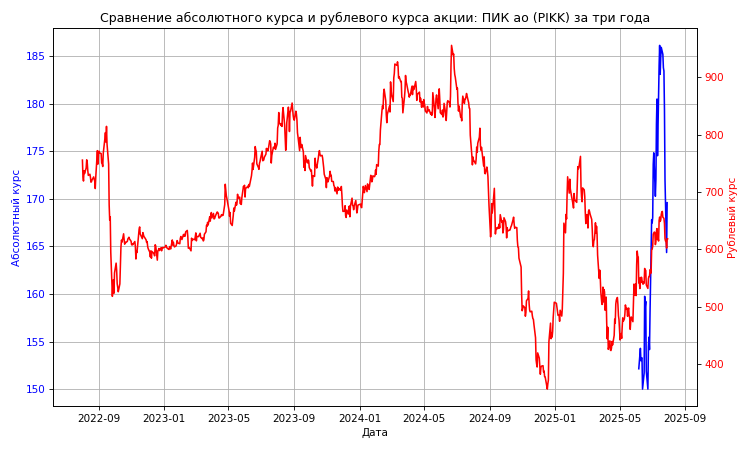 Сравнение абсолютного курса и рублевого курса акции: ПИК ао (PIKK) за три года
185
180
175
170
165
160
155
150
Абсолютный курс
900
800
700
600
500
400
Рублевый курс
2022-09 2023-01 2023-05 2023-09 2024-01 2024-05 2024-09 2025-01 2025-05 2025-09
Дата